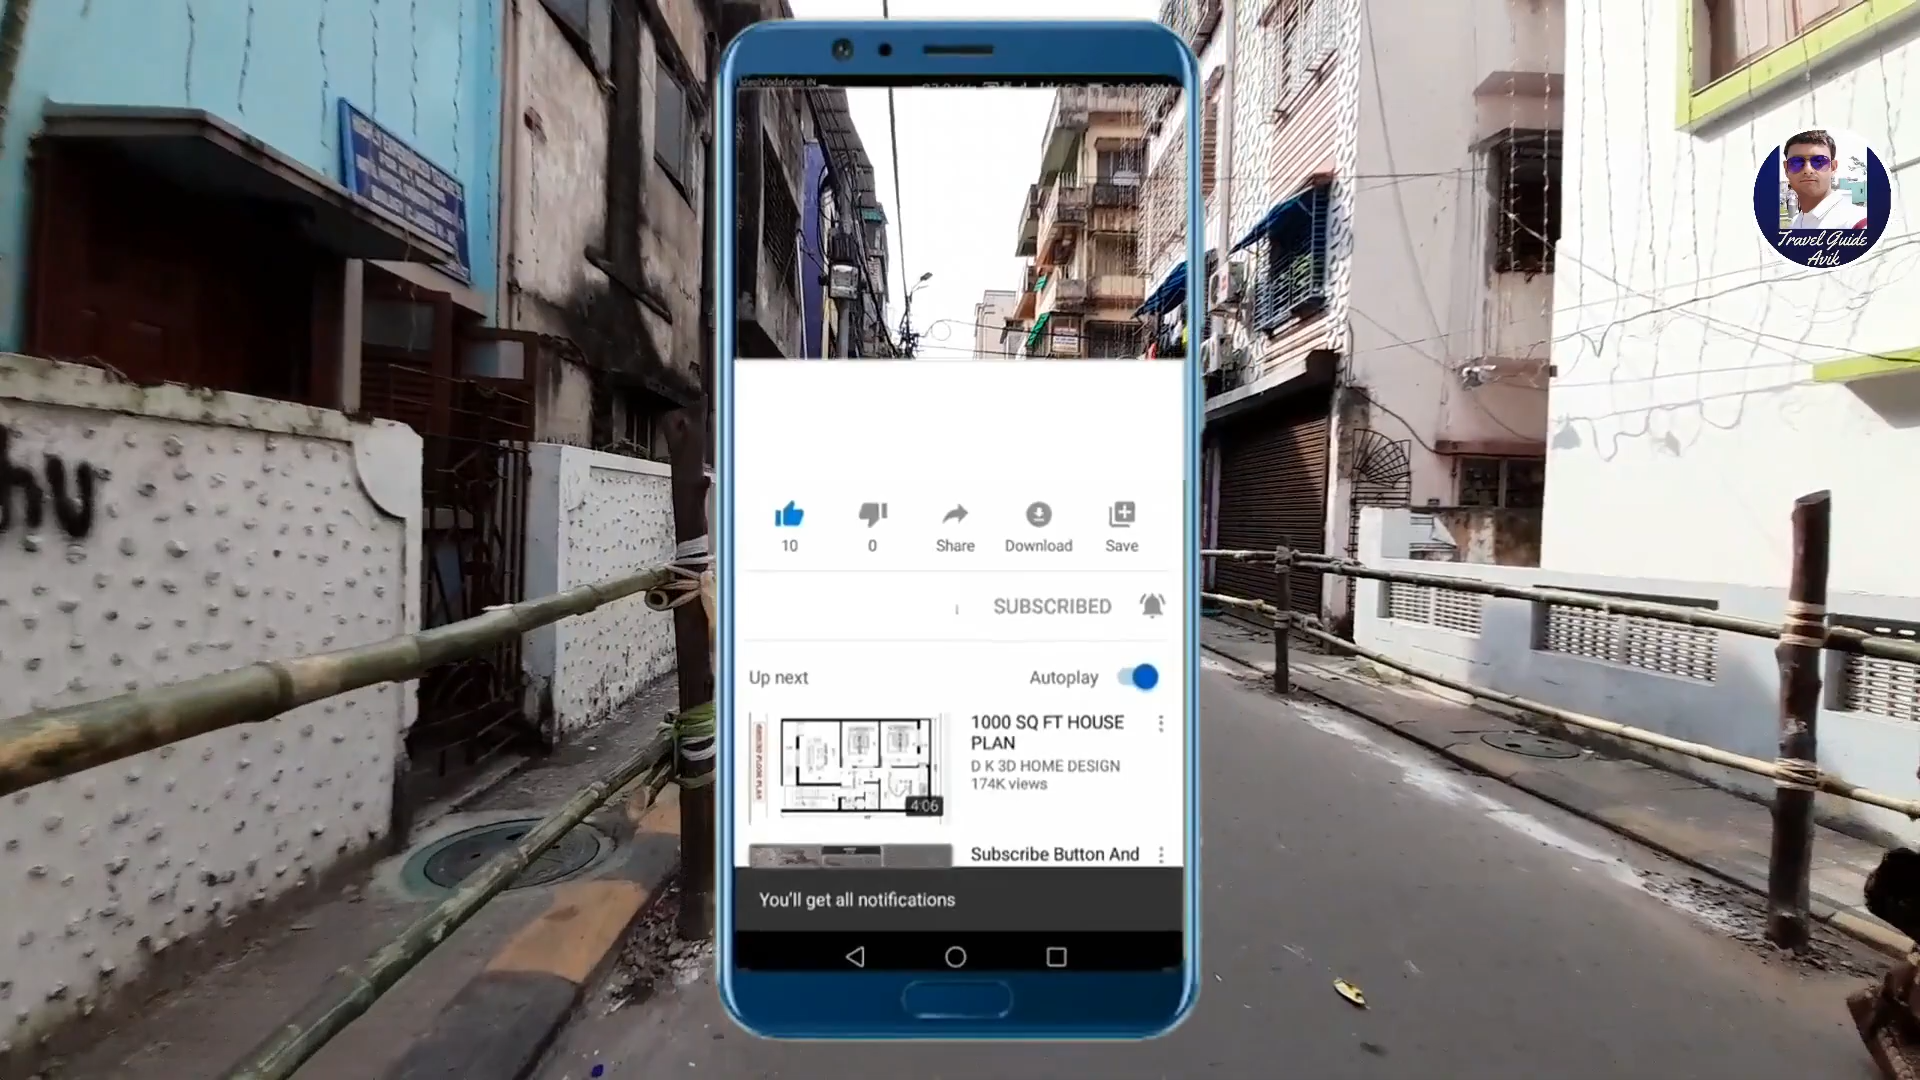 hu
Travel Guide
Avik
10
0
Share
Download
Save
SUBSCRIBED
Up next
Autoplay
1000 SQ FT HOUSE
PLAN
D K 3D HOME DESIGN
174K views
4:06
Subscribe Button And
You'll get all notifications